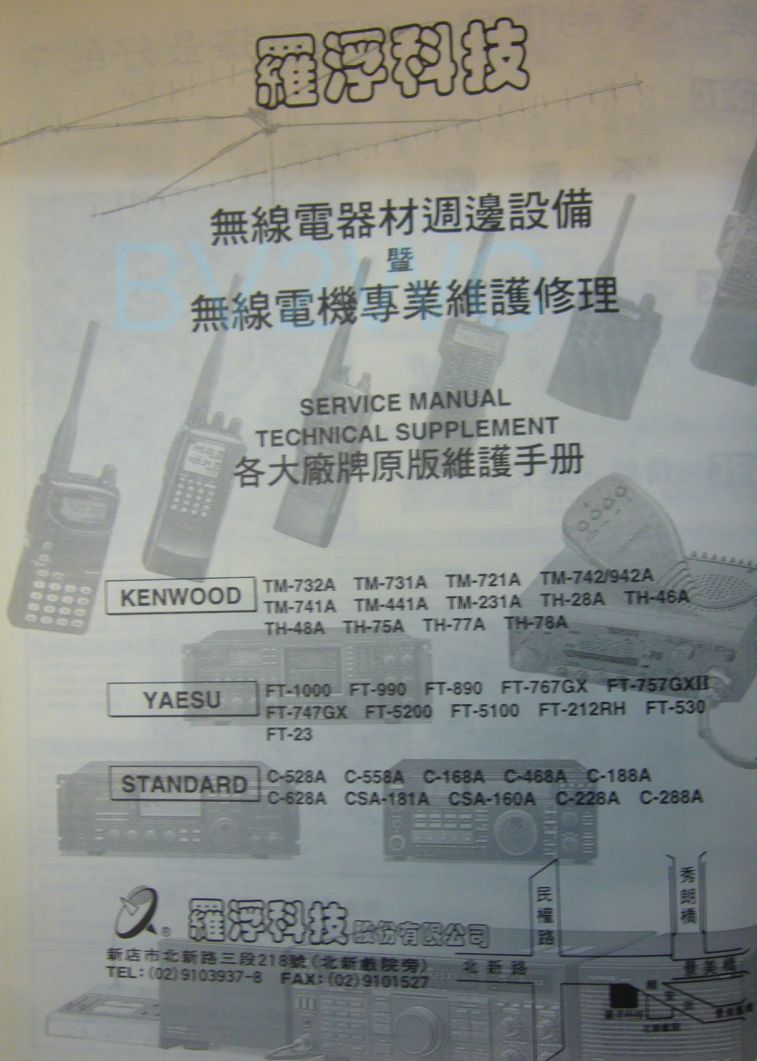 羅浮科技
無線電器材週邊設備
暨
無線電機專業維護修理
SERVICE MANUAL
TECHNICAL SUPPLEMENT
各大廠牌原版維護手册
KENWOOD
TM-732A TM-731A TM-721A TM-742/942A
TM-741A TM-441A TM-231A TH-28A TH-46A
TH-48A TH-75A TH-77A TH-78A
YAESU
FT-1000 FT-990 FT-890 FT-767GX FT-757GXII
FT-747GX FT-5200 FT-5100 FT-212RH FT-530
FT-23
STANDARD
C-528A C-558A C-168A C-468A C-188A
C-628A CSA-181A CSA-160A C-228A C-288A
羅浮科技股份有限公司
®
新店市北新路三段218號(北新戲院旁)
TEL:(02)9103937-8 FAX:(02)9101527
民權路
秀朗橋
北新路
景美橋